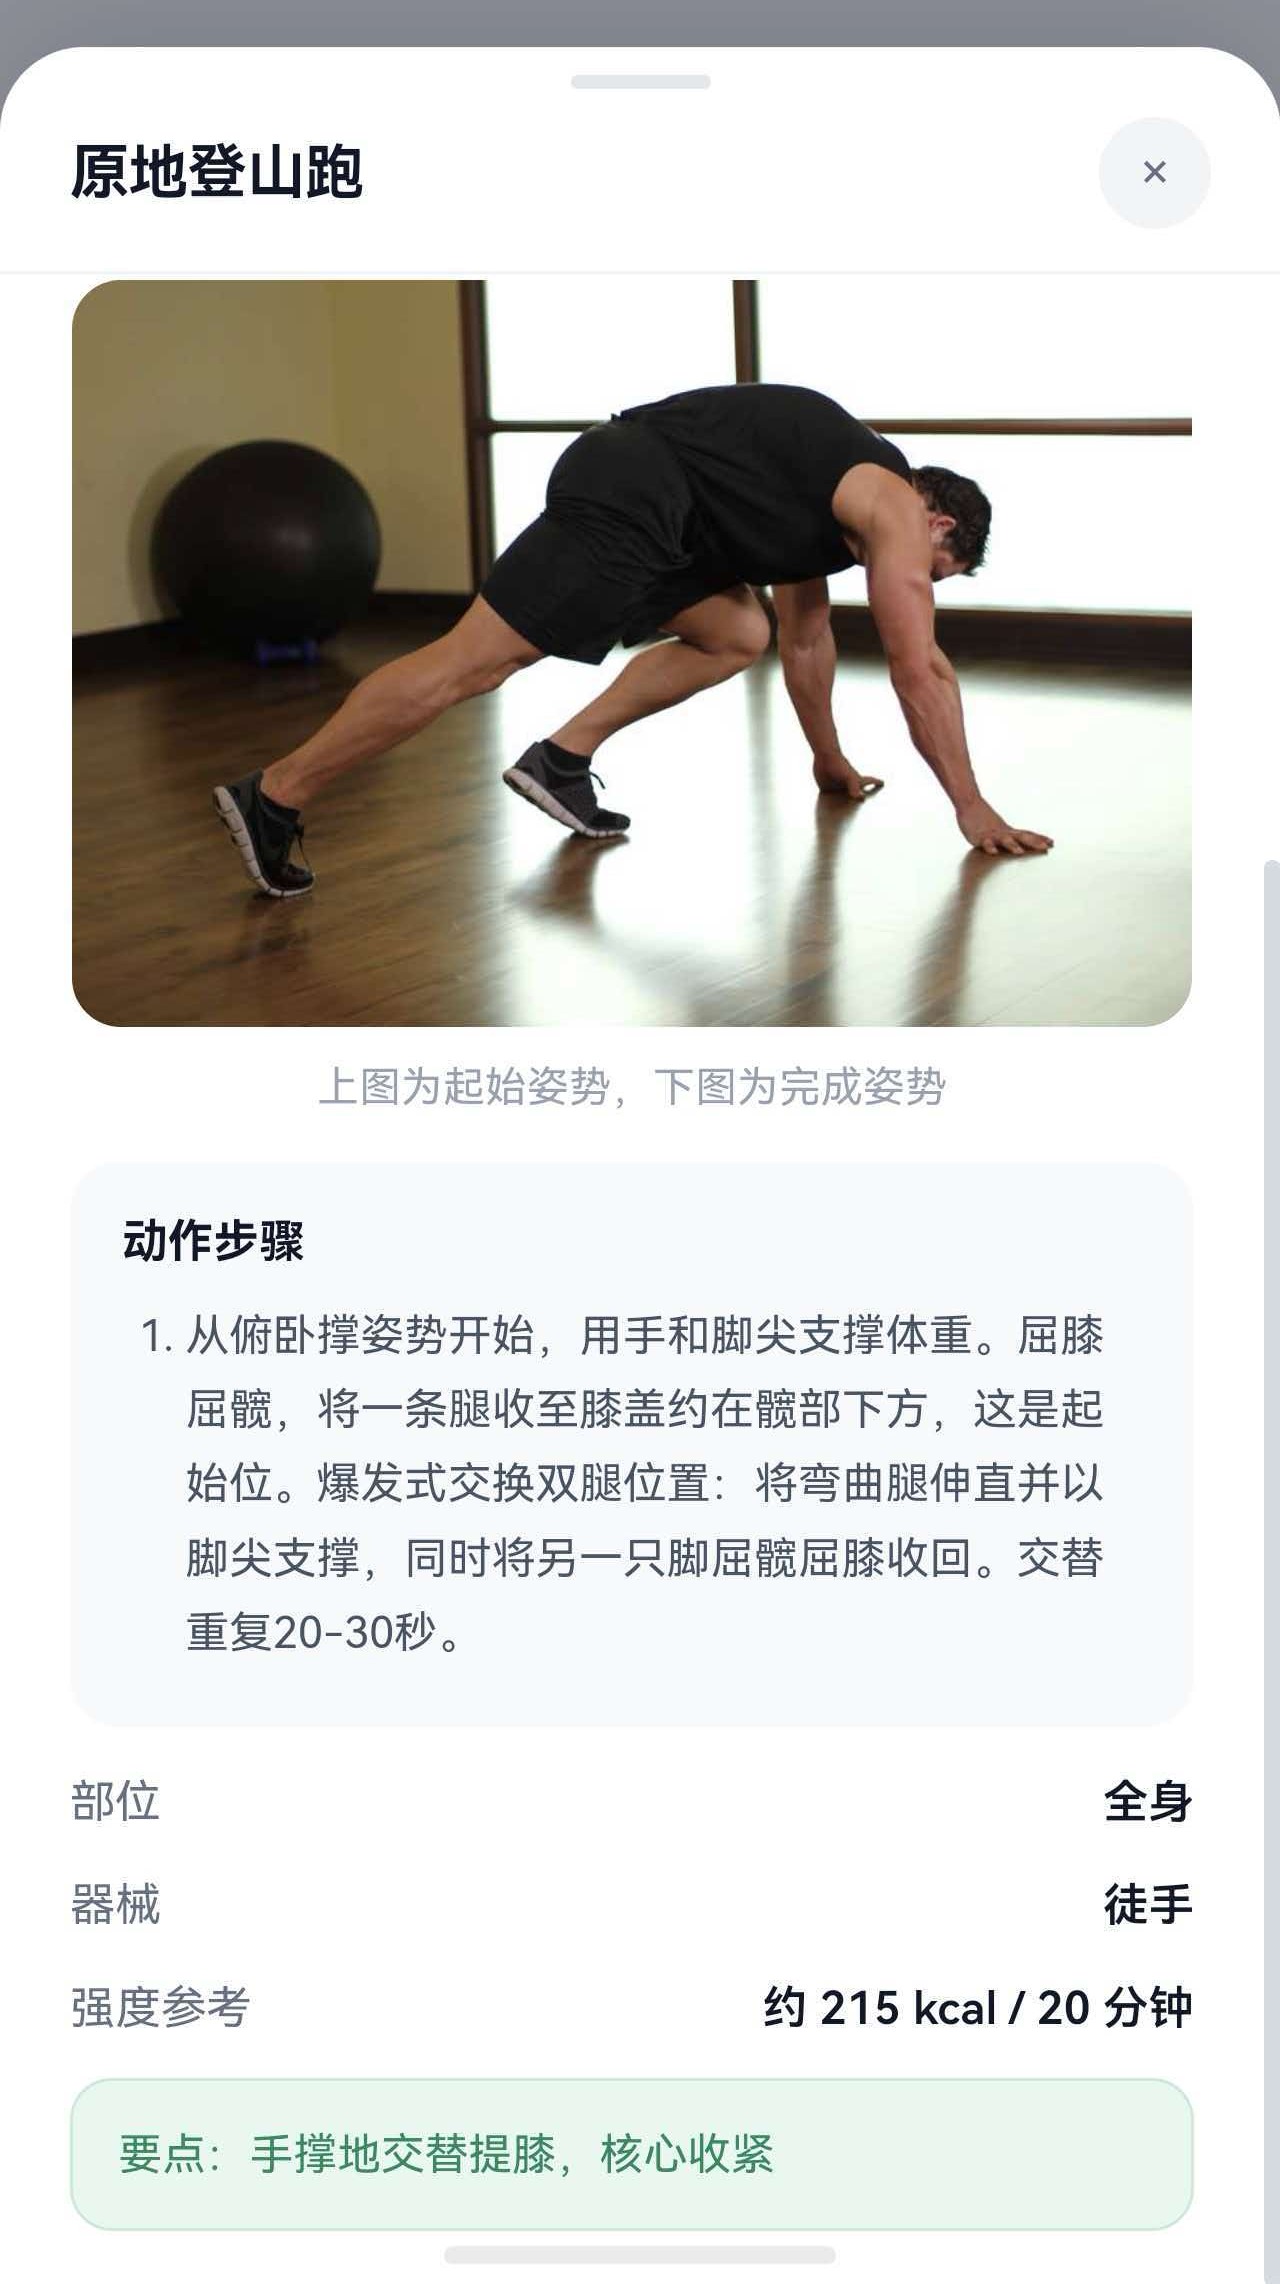 原地登山跑
×
上图为起始姿势，下图为完成姿势
动作步骤
1. 从俯卧撑姿势开始，用手和脚尖支撑体重。屈膝
屈髋，将一条腿收至膝盖约在髋部下方，这是起
始位。爆发式交换双腿位置：将弯曲腿伸直并以
脚尖支撑，同时将另一只脚屈髋屈膝收回。交替
重复20-30秒。
部位 全身
器械 徒手
强度参考 约 215 kcal / 20 分钟
要点：手撑地交替提膝，核心收紧